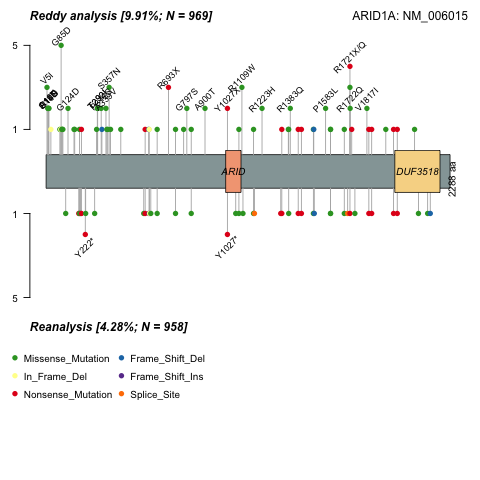 Reddy analysis [9.91%; N = 969]
ARID1A: NM_006015
5
G85D
R1721X/Q
V5I
S357N
R693X
R1109W
G124D
G797S
A900T
R1223H
R1383Q
P1583L
R1722Q
V1817I
1
ARID
DUF3518
2288 aa
1
Y222*
Y1027*
5
Reanalysis [4.28%; N = 958]
Missense_Mutation
Frame_Shift_Del
In_Frame_Del
Frame_Shift_Ins
Nonsense_Mutation
Splice_Site